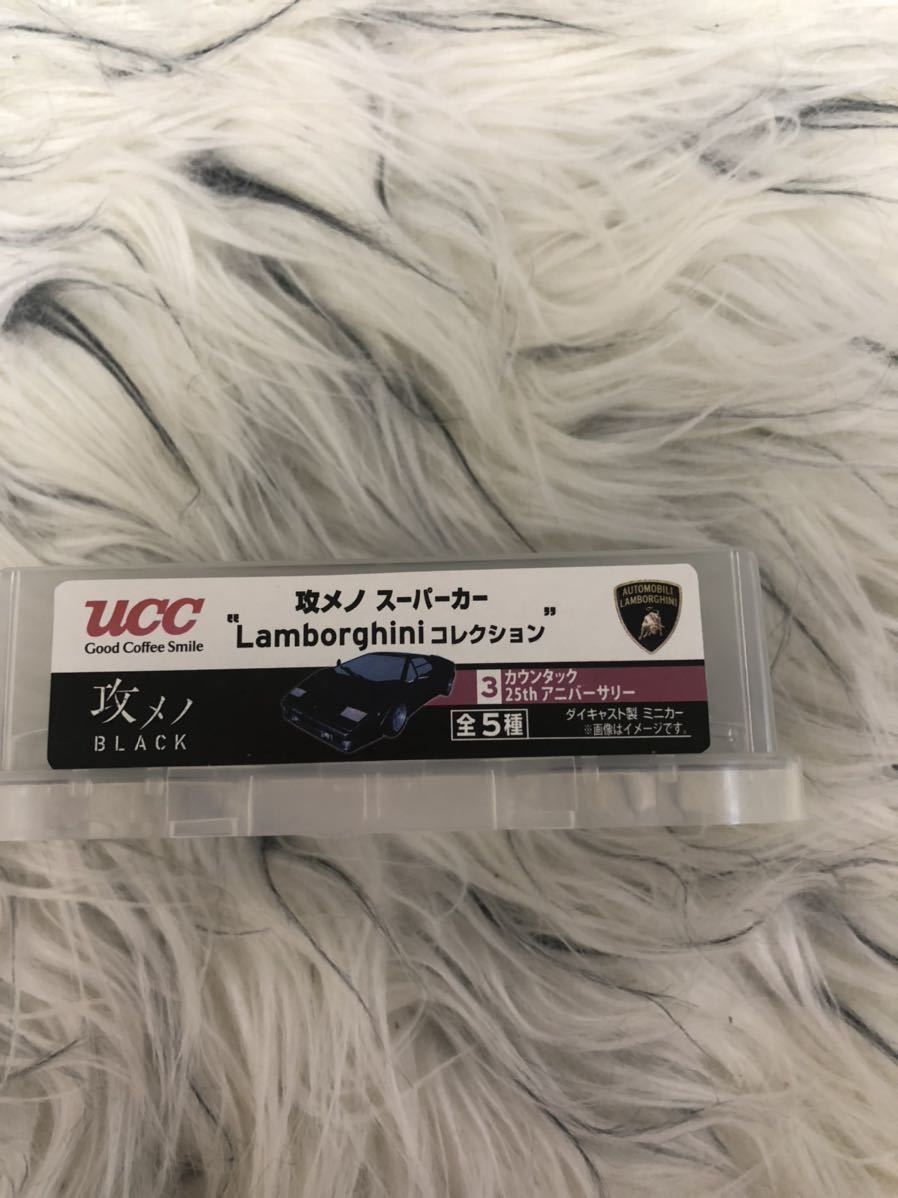 UCC
Good Coffee Smile
攻メノ
BLACK
攻メノ スーパーカー
"Lamborghini コレクション"
AUTOMOBILI
LAMBORGHINI
3 カウンタック
25th アニバーサリー
全5種
ダイキャスト製 ミニカー
※画像はイメージです。